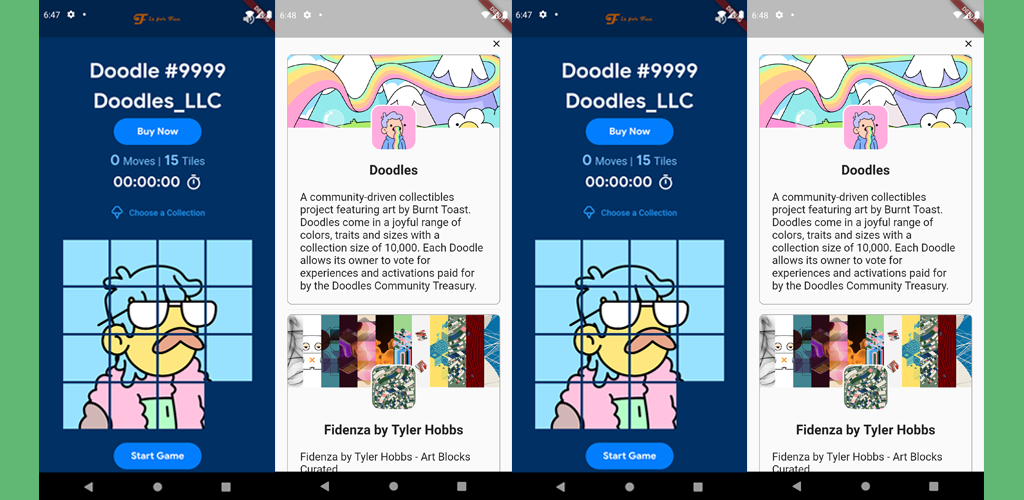 6:47
Doodle #9999
Doodles_LLC
Buy Now
0 Moves | 15 Tiles
00:00:00
Choose a Collection
Start Game
6:48
Doodles
A community-driven collectibles
project featuring art by Burnt Toast.
Doodles come in a joyful range of
colors, traits and sizes with a
collection size of 10,000. Each Doodle
allows its owner to vote for
experiences and activations paid for
by the Doodles Community Treasury.
Fidenza by Tyler Hobbs
Fidenza by Tyler Hobbs - Art Blocks
Curated
6:47
Doodle #9999
Doodles_LLC
Buy Now
0 Moves | 15 Tiles
00:00:00
Choose a Collection
Start Game
6:48
Doodles
A community-driven collectibles
project featuring art by Burnt Toast.
Doodles come in a joyful range of
colors, traits and sizes with a
collection size of 10,000. Each Doodle
allows its owner to vote for
experiences and activations paid for
by the Doodles Community Treasury.
Fidenza by Tyler Hobbs
Fidenza by Tyler Hobbs - Art Blocks
Curated